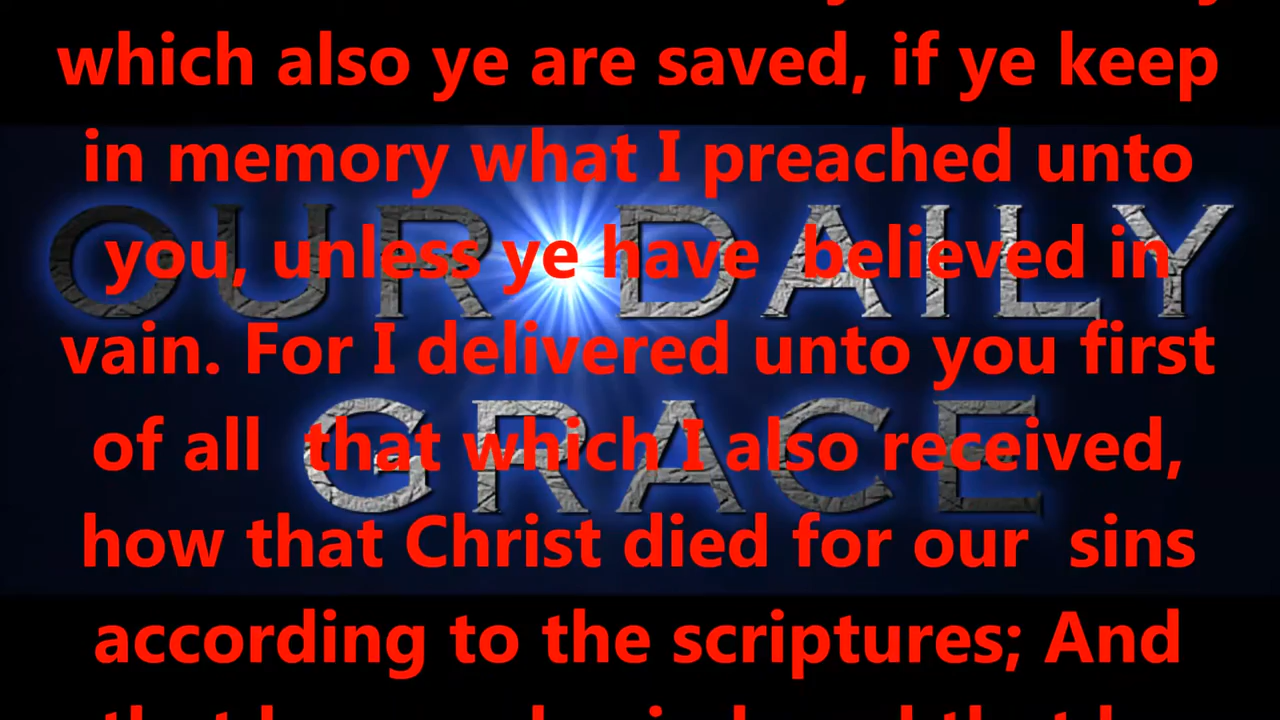 which also ye are saved, if ye keep
in memory what I preached unto
you, unless ye have believed in
vain. For I delivered unto you first
of all that which I also received,
how that Christ died for our sins
according to the scriptures; And
OUR DAILY
GRACE